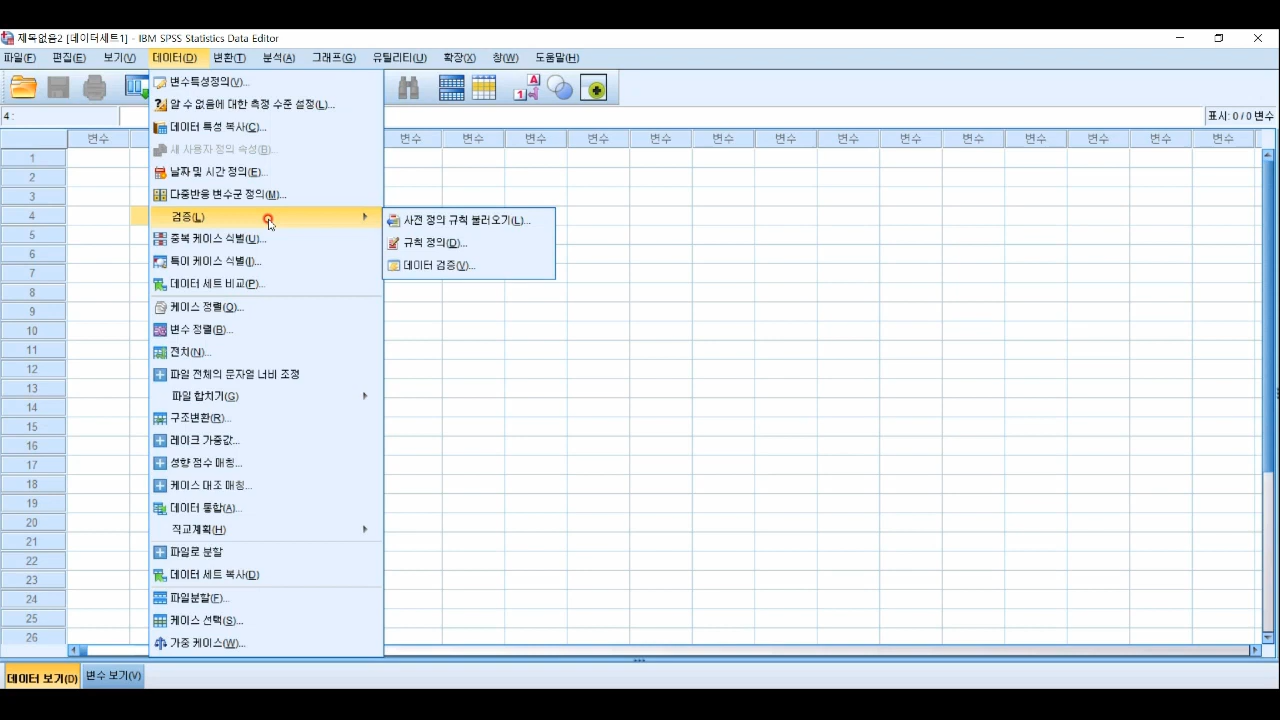 제목없음2 [데이터세트1] - IBM SPSS Statistics Data Editor
파일(F) 편집(E) 보기(V) 데이터(D) 변환(T) 분석(A) 그래프(G) 유틸리티(U) 확장(X) 창(W) 도움말(H)
4 :
표시: 0 / 0 변수
변수 변수 변수 변수 변수 변수 변수 변수 변수 변수 변수 변수 변수 변수 변수
변수특성정의(V)...
알 수 없음에 대한 측정 수준 설정(L)...
데이터 특성 복사(C)...
새 사용자 정의 속성(B)...
날짜 및 시간 정의(E)...
다중반응 변수군 정의(M)...
검증(L)
중복 케이스 식별(U)...
특이 케이스 식별(I)...
데이터 세트 비교(P)...
케이스 정렬(O)...
변수 정렬(B)...
전치(N)...
파일 전체의 문자열 너비 조정
파일 합치기(G)
구조변환(R)...
레이크 가중값...
성향 점수 매칭...
케이스 대조 매칭...
데이터 통합(A)...
직교계획(H)
파일로 분할
데이터 세트 복사(D)
파일분할(F)...
케이스 선택(S)...
가중 케이스(W)...
사전 정의 규칙 불러오기(L)...
규칙 정의(D)...
데이터 검증(V)...
1
2
3
4
5
6
7
8
9
10
11
12
13
14
15
16
17
18
19
20
21
22
23
24
25
26
데이터 보기(D) 변수 보기(V)